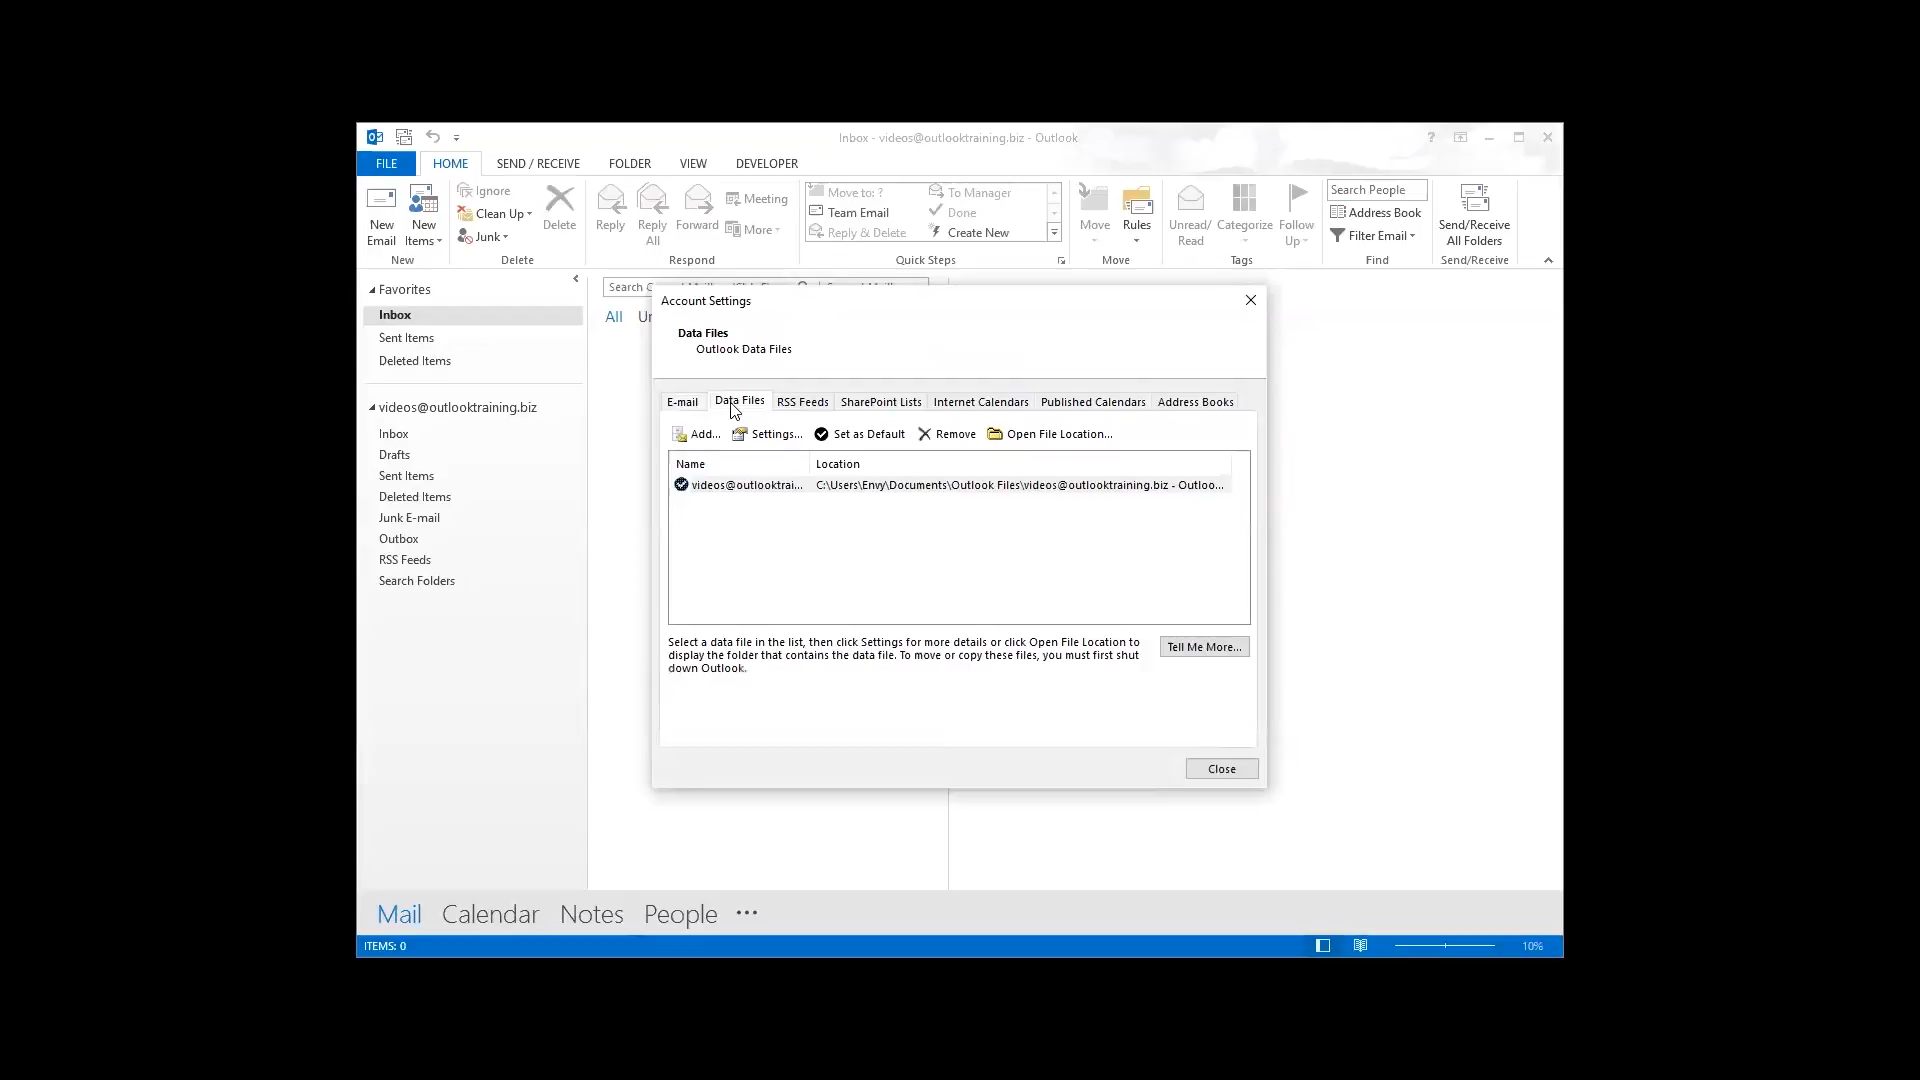 Inbox - videos@outlooktraining.biz - Outlook
?
FILE HOME SEND / RECEIVE FOLDER VIEW DEVELOPER
New Email
New Items
New
Ignore
Clean Up
Junk
Delete
Delete
Reply
Reply All
Forward
Meeting
More
Respond
Move to: ?
Team Email
Reply & Delete
To Manager
Done
Create New
Quick Steps
Move
Rules
Move
Unread/ Read
Categorize
Follow Up
Tags
Search People
Address Book
Filter Email
Find
Send/Receive All Folders
Send/Receive
Favorites
Inbox
Sent Items
Deleted Items
videos@outlooktraining.biz
Inbox
Drafts
Sent Items
Deleted Items
Junk E-mail
Outbox
RSS Feeds
Search Folders
All
Account Settings
Data Files
Outlook Data Files
E-mail Data Files RSS Feeds SharePoint Lists Internet Calendars Published Calendars Address Books
Add... Settings... Set as Default Remove Open File Location...
Name Location
videos@outlooktrai... C:\Users\Envy\Documents\Outlook Files\videos@outlooktraining.biz - Outloo...
Select a data file in the list, then click Settings for more details or click Open File Location to
display the folder that contains the data file. To move or copy these files, you must first shut
down Outlook.
Tell Me More...
Close
Mail Calendar Notes People ...
ITEMS: 0
10%